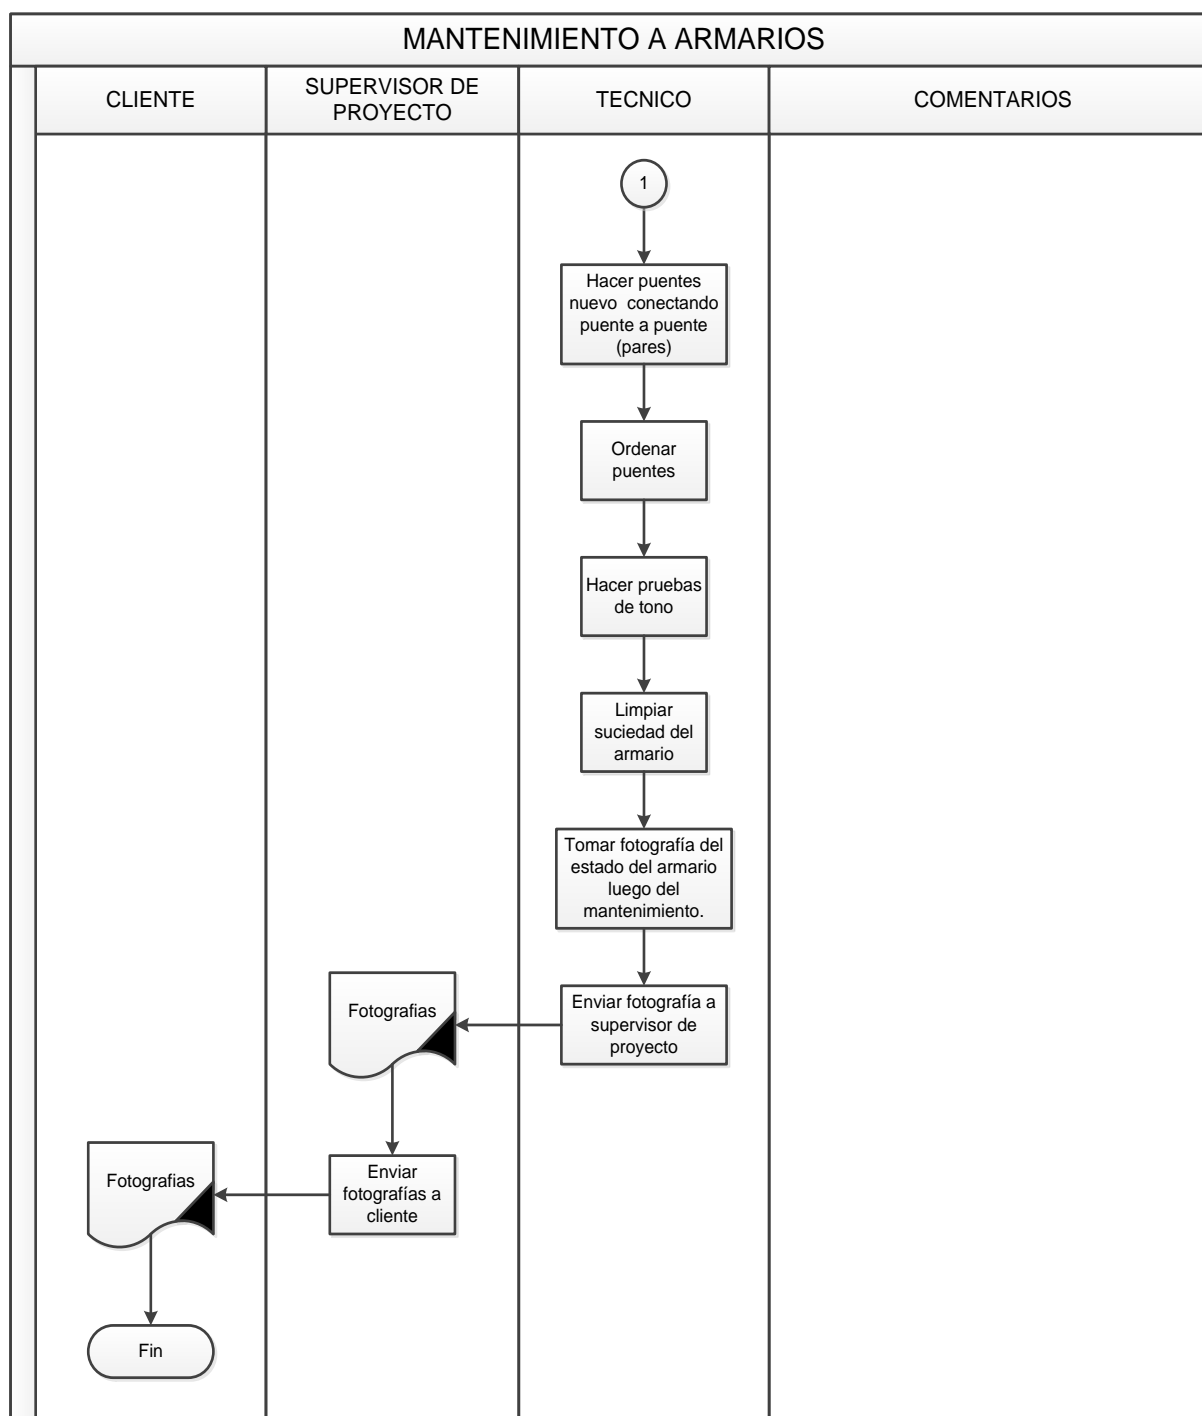 MANTENIMIENTO A ARMARIOS
CLIENTE
SUPERVISOR DE
PROYECTO
TECNICO
COMENTARIOS
1
Hacer puentes
nuevo  conectando
puente a puente
(pares)
Ordenar
puentes
Hacer pruebas
de tono
Limpiar
suciedad del
armario
Tomar fotografía del
estado del armario
luego del
mantenimiento.
Enviar fotografía a
supervisor de
proyecto
Fotografias
Enviar
fotografías a
cliente
Fotografias
Fin